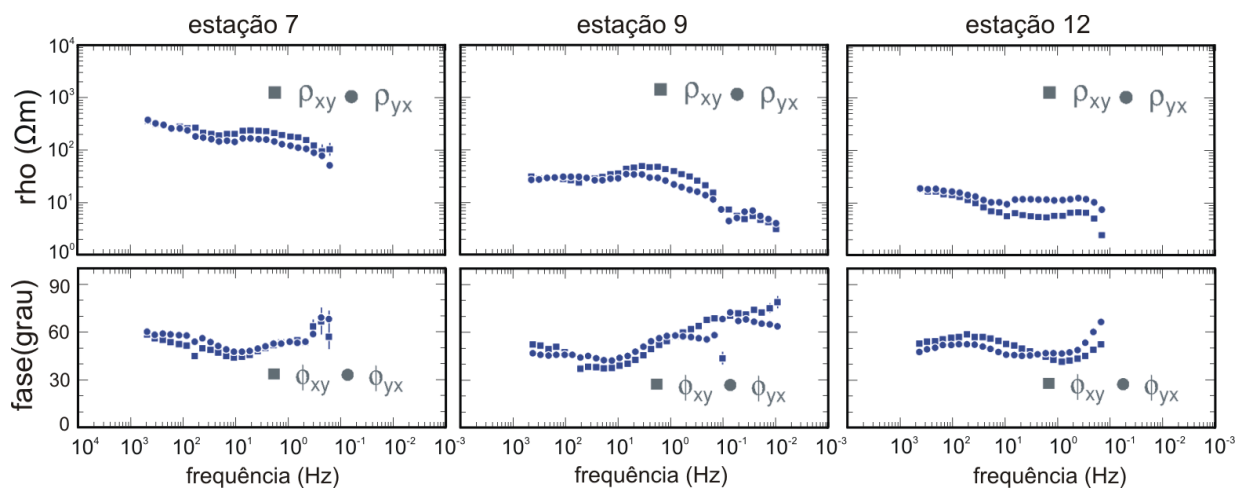 estação 7 estação 9 estação 12
10⁴
10³
10²
10¹
10⁰
rho (Ωm)
ρxy ρyx ρxy ρyx ρxy ρyx
90
60
30
0
fase(grau)
ϕxy ϕyx ϕxy ϕyx ϕxy ϕyx
10⁴ 10³ 10² 10¹ 10⁰ 10⁻¹ 10⁻² 10⁻³ 10³ 10² 10¹ 10⁰ 10⁻¹ 10⁻² 10⁻³ 10³ 10² 10¹ 10⁰ 10⁻¹ 10⁻² 10⁻³
frequência (Hz) frequência (Hz) frequência (Hz)